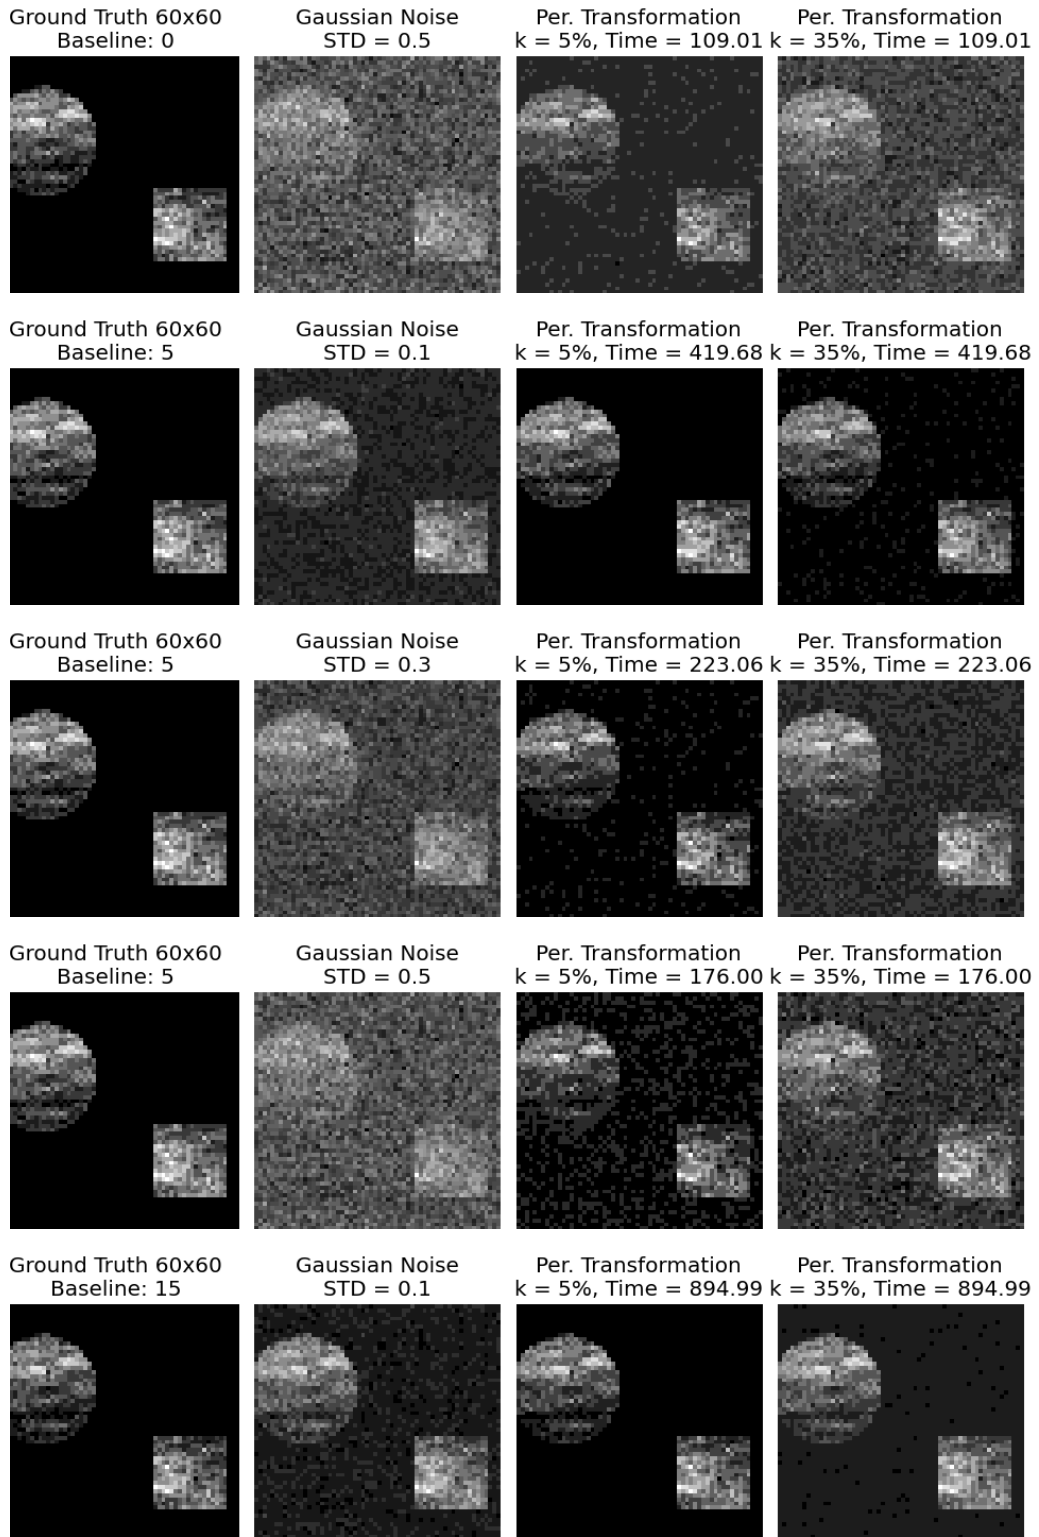 Ground Truth 60x60
Baseline: 0
Gaussian Noise
STD = 0.5
Per. Transformation
k = 5%, Time = 109.01
Per. Transformation
k = 35%, Time = 109.01
Ground Truth 60x60
Baseline: 5
Gaussian Noise
STD = 0.1
Per. Transformation
k = 5%, Time = 419.68
Per. Transformation
k = 35%, Time = 419.68
Ground Truth 60x60
Baseline: 5
Gaussian Noise
STD = 0.3
Per. Transformation
k = 5%, Time = 223.06
Per. Transformation
k = 35%, Time = 223.06
Ground Truth 60x60
Baseline: 5
Gaussian Noise
STD = 0.5
Per. Transformation
k = 5%, Time = 176.00
Per. Transformation
k = 35%, Time = 176.00
Ground Truth 60x60
Baseline: 15
Gaussian Noise
STD = 0.1
Per. Transformation
k = 5%, Time = 894.99
Per. Transformation
k = 35%, Time = 894.99